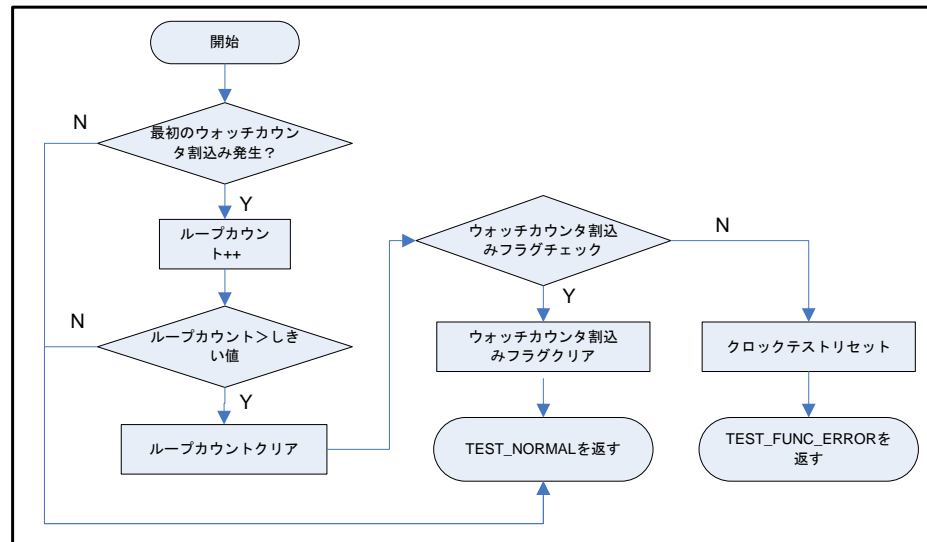 開始
N
最初のウォッチカウン
タ割込み発生？
Y
ループカウン
ト++
N
ループカウント＞しき
い値
Y
ループカウントクリア
ウォッチカウンタ割込
みフラグチェック
N
Y
ウォッチカウンタ割込
みフラグクリア
クロックテストリセット
TEST_NORMALを返す
TEST_FUNC_ERRORを
返す